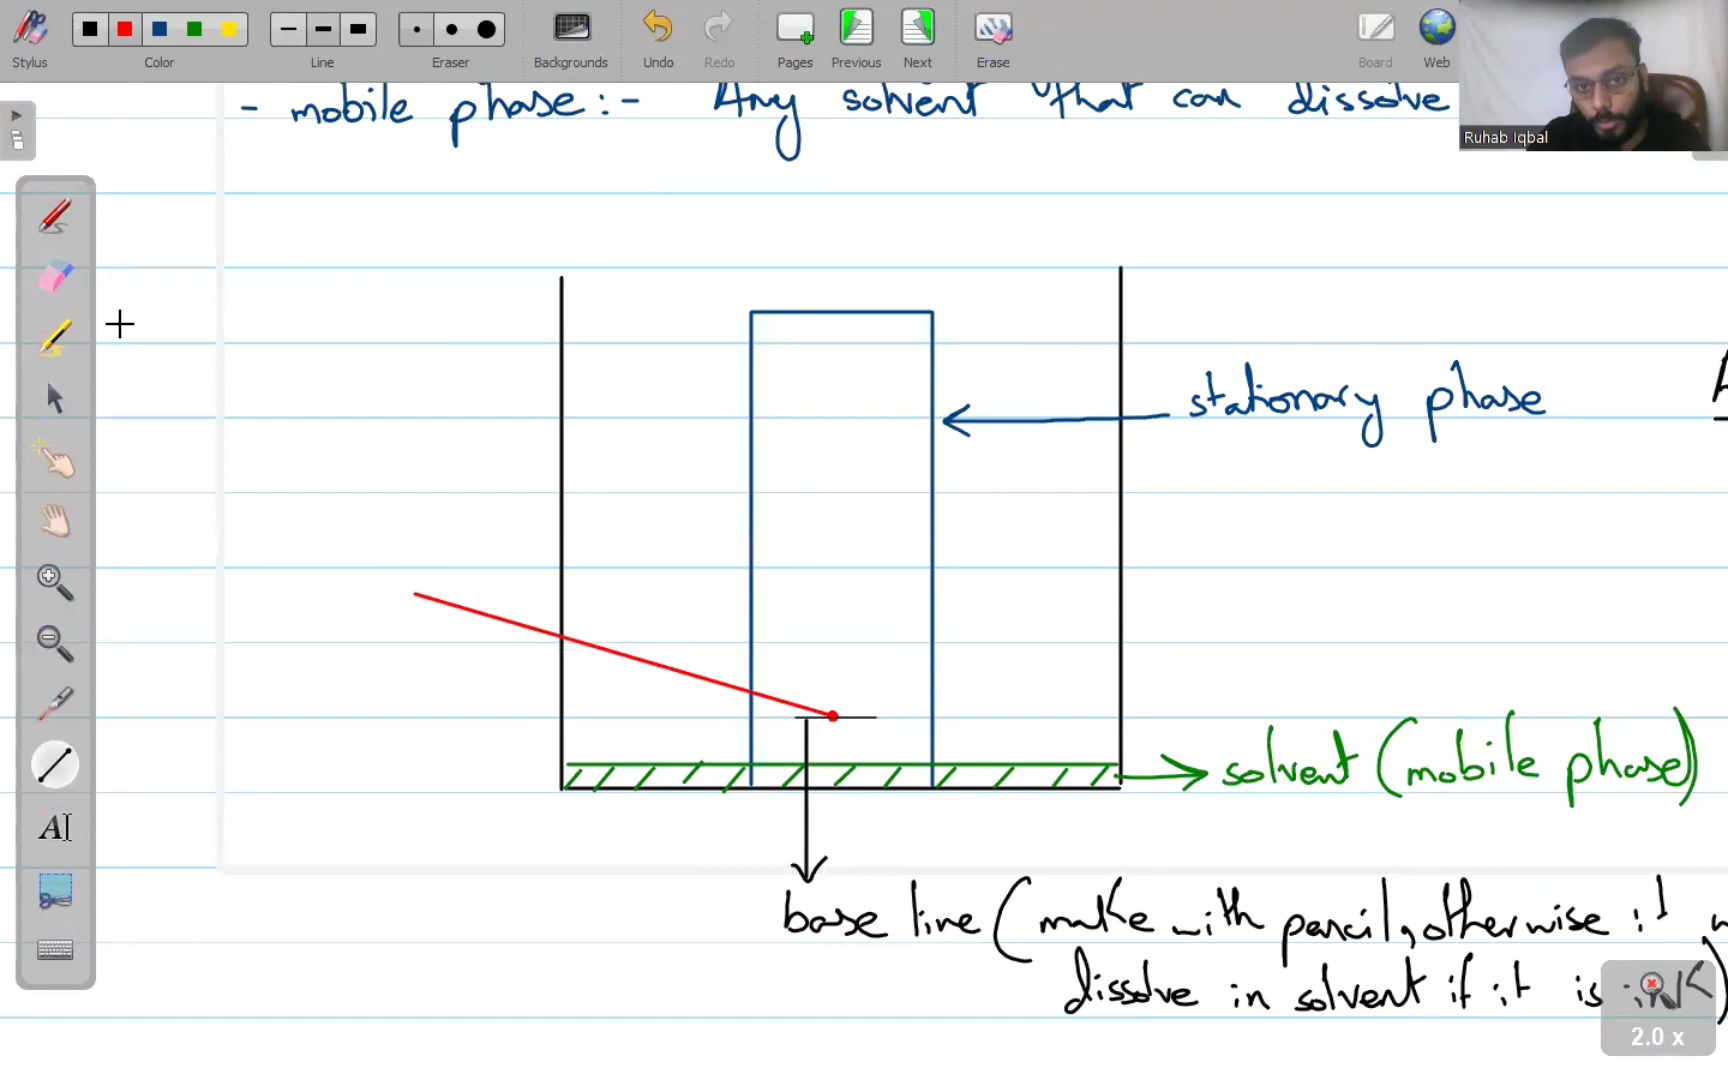 Stylus
Color
Line
Eraser
Backgrounds
Undo
Redo
Pages
Previous
Next
Erase
Board
Web
Ruhab Iqbal
- mobile phase :- Any solvent that can dissolve
stationary phase
solvent (mobile phase)
base line (make with pencil, otherwise it
dissolve in solvent if it is ink)
AI
2.0 x